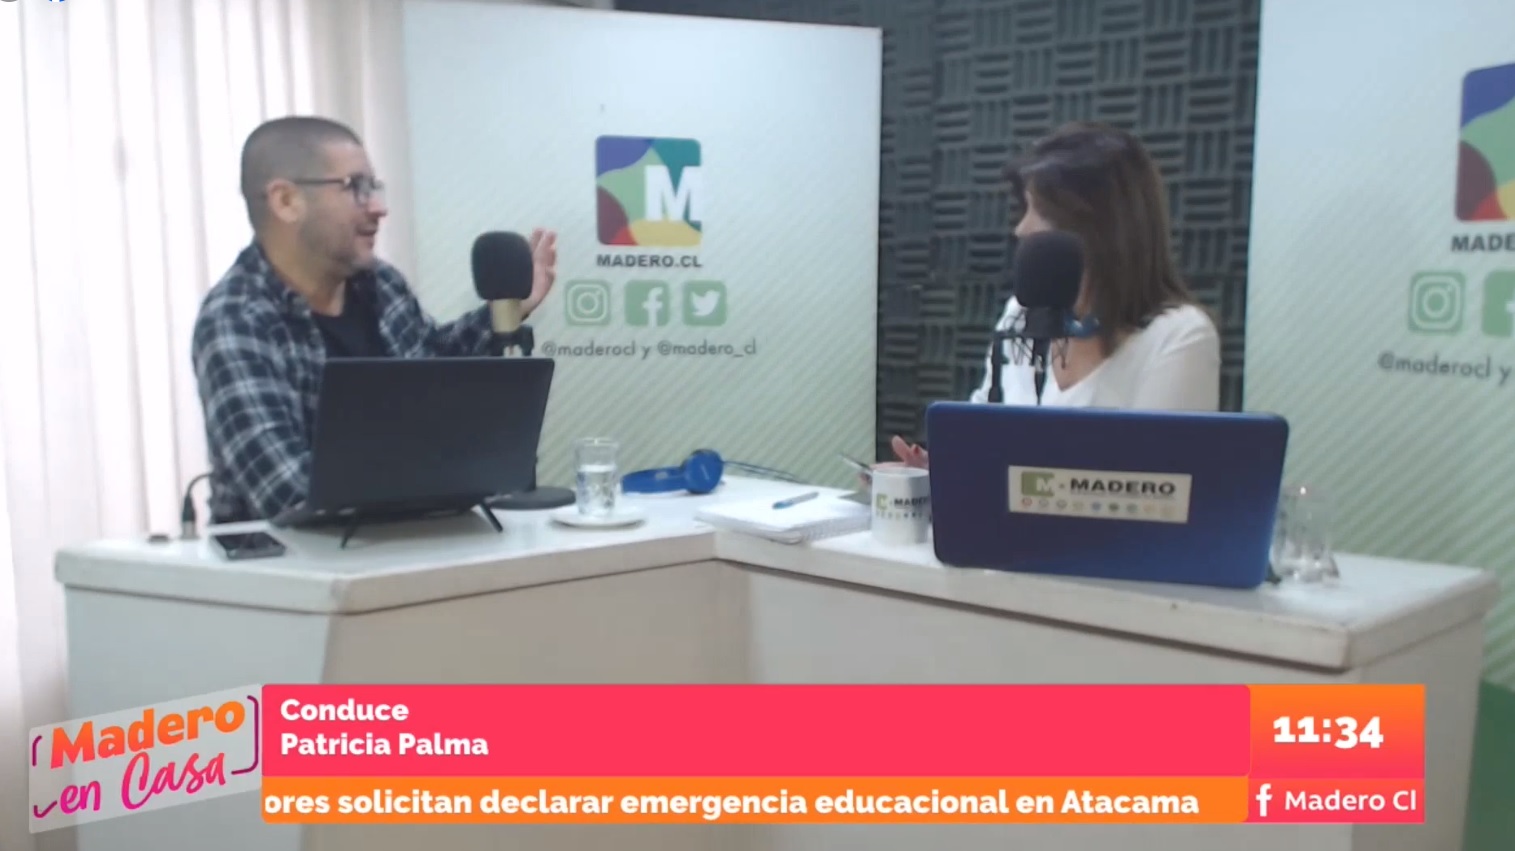 M
MADERO.CL
@maderocl y @madero_cl
MADE
@maderocl y
M-MADERO
M-MADERO
Madero
en Casa
Conduce
Patricia Palma
11:34
ores solicitan declarar emergencia educacional en Atacama
f Madero Cl